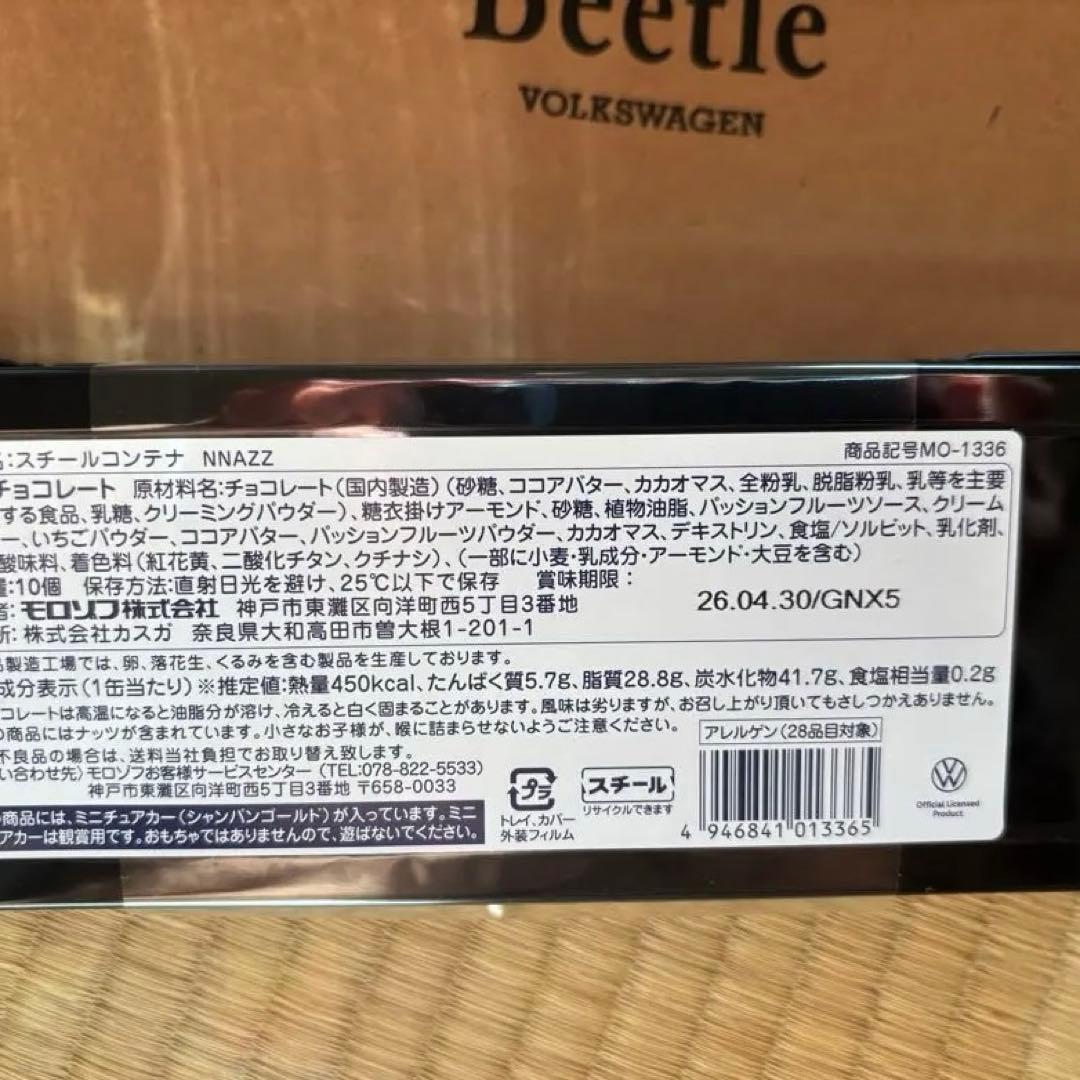 Beetle
VOLKSWAGEN
:スチールコンテナ NNAZZ
商品記号MO-1336
チョコレート 原材料名:チョコレート(国内製造)(砂糖、ココアバター、カカオマス、全粉乳、脱脂粉乳、乳等を主要
する食品、乳糖、クリーミングパウダー)、糖衣掛けアーモンド、砂糖、植物油脂、パッションフルーツソース、クリーム
ー、いちごパウダー、ココアバター、パッションフルーツパウダー、カカオマス、デキストリン、食塩/ソルビット、乳化剤、
酸味料、着色料(紅花黄、二酸化チタン、クチナシ)、(一部に小麦・乳成分・アーモンド・大豆を含む)
:10個 保存方法:直射日光を避け、25℃以下で保存 賞味期限:
26.04.30/GNX5
者:モロゾフ株式会社 神戸市東灘区向洋町西5丁目3番地
所:株式会社カスガ 奈良県大和高田市曽大根1-201-1
製造工場では、卵、落花生、くるみを含む製品を生産しております。
成分表示(1缶当たり)※推定値:熱量450kcal、たんぱく質5.7g、脂質28.8g、炭水化物41.7g、食塩相当量0.2g
コレートは高温になると油脂分が溶け、冷えると白く固まることがあります。風味は劣りますが、お召し上がり頂いてもさしつかえありません。
商品にはナッツが含まれています。小さなお子様が、喉に詰まらせないようご注意ください。
アレルゲン(28品目対象)
不良品の場合は、送料当社負担でお取り替え致します。
い合わせ先〉モロゾフお客様サービスセンター(TEL:078-822-5533)
神戸市東灘区向洋町西5丁目3番地 〒658-0033
商品には、ミニチュアカー(シャンパンゴールド)が入っています。ミニ
アカーは観賞用です。おもちゃではありませんので、遊ばないでください。
プラ
トレイ、カバー
外装フィルム
スチール
リサイクルできます
4 946841 013365
Official Licensed
Product